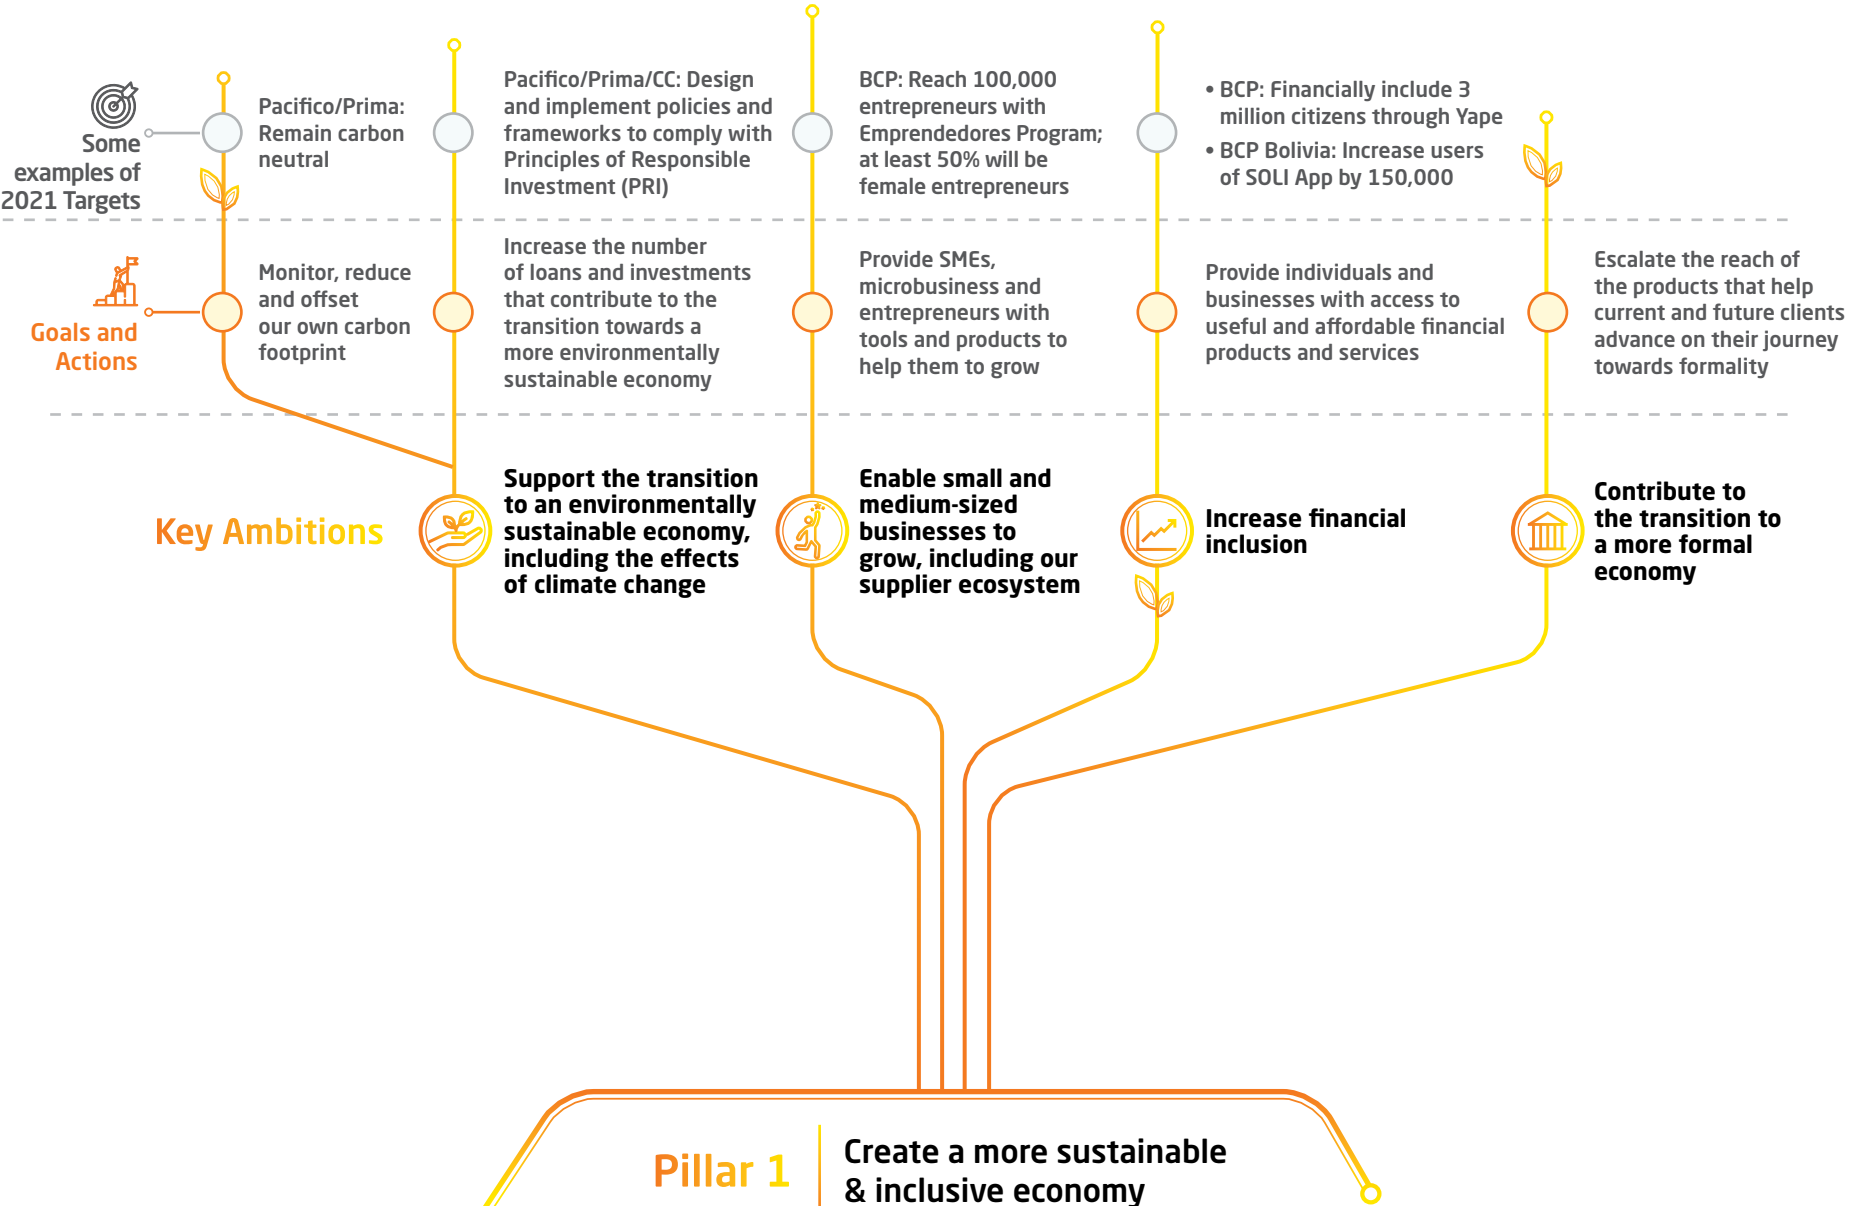 Some
examples of
2021 Targets
Pacifico/Prima:
Remain carbon
neutral
Pacifico/Prima/CC: Design
and implement policies and
frameworks to comply with
Principles of Responsible
Investment (PRI)
BCP: Reach 100,000
entrepreneurs with
Emprendedores Program;
at least 50% will be
female entrepreneurs
• BCP: Financially include 3
million citizens through Yape
• BCP Bolivia: Increase users
of SOLI App by 150,000
Goals and
Actions
Monitor, reduce
and offset
our own carbon
footprint
Increase the number
of loans and investments
that contribute to the
transition towards a
more environmentally
sustainable economy
Provide SMEs,
microbusiness and
entrepreneurs with
tools and products to
help them to grow
Provide individuals and
businesses with access to
useful and affordable financial
products and services
Escalate the reach of
the products that help
current and future clients
advance on their journey
towards formality
Key Ambitions
Support the transition
to an environmentally
sustainable economy,
including the effects
of climate change
Enable small and
medium-sized
businesses to
grow, including our
supplier ecosystem
Increase financial
inclusion
Contribute to
the transition to
a more formal
economy
Pillar 1
Create a more sustainable
& inclusive economy